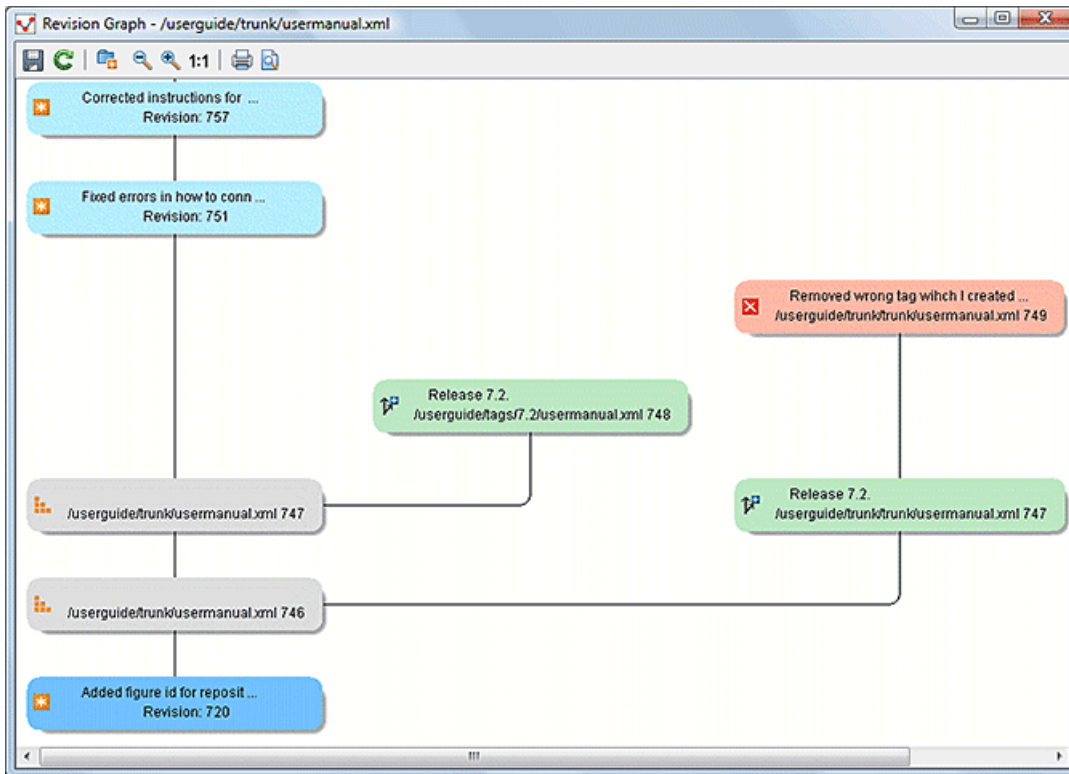 Revision Graph - /userguide/trunk/usermanual.xml
1:1
Corrected instructions for ...
Revision: 757
Fixed errors in how to conn ...
Revision: 751
Removed wrong tag wihch I created ...
/userguide/trunk/trunk/usermanual.xml 749
Release 7.2.
/userguide/tags/7.2/usermanual.xml 748
/userguide/trunk/usermanual.xml 747
Release 7.2.
/userguide/trunk/trunk/usermanual.xml 747
/userguide/trunk/usermanual.xml 746
Added figure id for reposit ...
Revision: 720